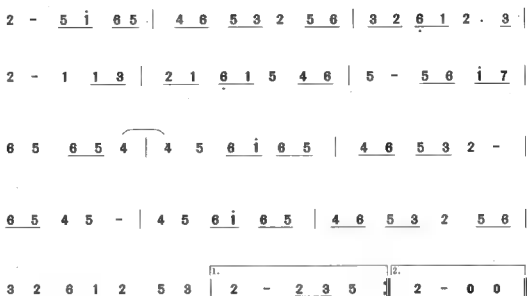 2 - 5 i 6 5 | 4 6 5 3 2 5 6 | 3 2 6 1 2 . 3 |
2 - 1 1 3 | 2 1 6 1 5 4 6 | 5 - 5 6 i 7 |
6 5 6 5 4 | 4 5 6 i 6 5 | 4 6 5 3 2 - |
6 5 4 5 - | 4 5 6 i 6 5 | 4 6 5 3 2 5 6 |
1. 2.
3 2 6 1 2 5 3 | 2 - 2 3 5 :‖ 2 - 0 0 ‖